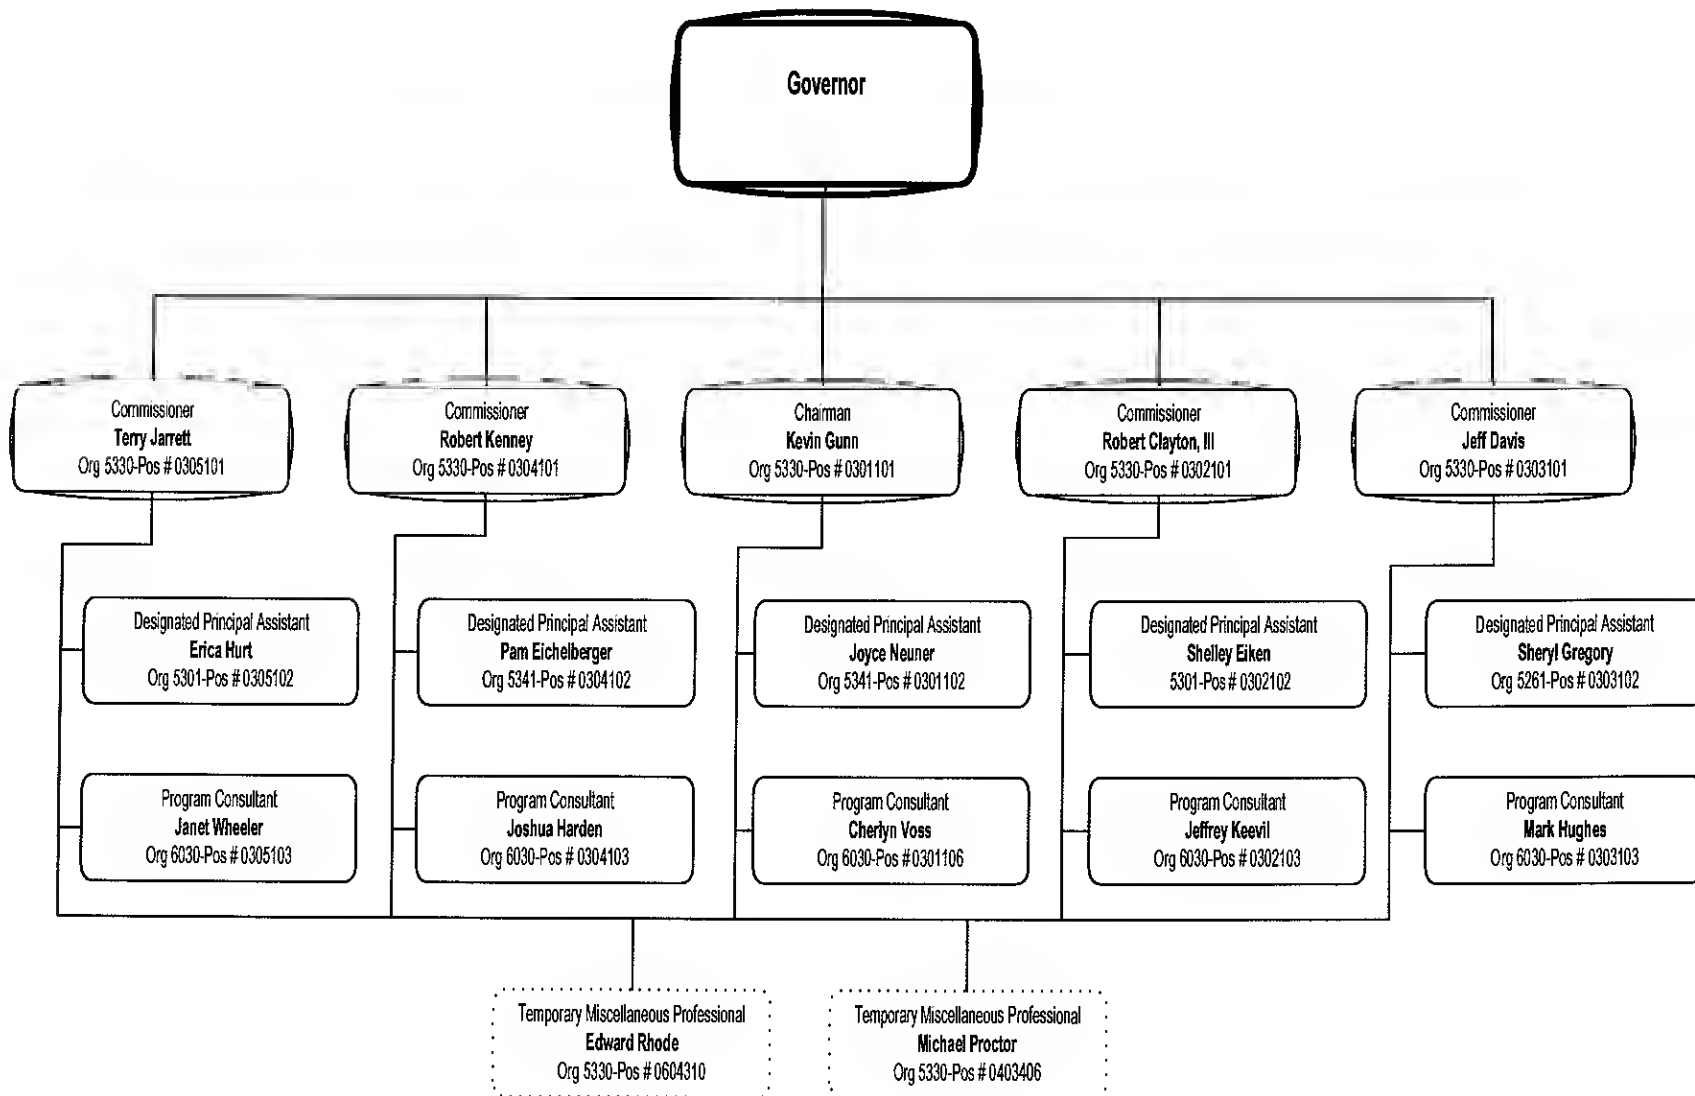 Governor
Commissioner
Terry Jarrett
Org 5330-Pos # 0305101
Commissioner
Robert Kenney
Org 5330-Pos # 0304101
Chairman
Kevin Gunn
Org 5330-Pos # 0301101
Commissioner
Robert Clayton, III
Org 5330-Pos # 0302101
Commissioner
Jeff Davis
Org 5330-Pos # 0303101
Designated Principal Assistant
Erica Hurt
Org 5301-Pos # 0305102
Designated Principal Assistant
Pam Eichelberger
Org 5341-Pos # 0304102
Designated Principal Assistant
Joyce Neuner
Org 5341-Pos # 0301102
Designated Principal Assistant
Shelley Eiken
5301-Pos # 0302102
Designated Principal Assistant
Sheryl Gregory
Org 5261-Pos # 0303102
Program Consultant
Janet Wheeler
Org 6030-Pos # 0305103
Program Consultant
Joshua Harden
Org 6030-Pos # 0304103
Program Consultant
Cherlyn Voss
Org 6030-Pos # 0301106
Program Consultant
Jeffrey Keevil
Org 6030-Pos # 0302103
Program Consultant
Mark Hughes
Org 6030-Pos # 0303103
Temporary Miscellaneous Professional
Edward Rhode
Org 5330-Pos # 0604310
Temporary Miscellaneous Professional
Michael Proctor
Org 5330-Pos # 0403406